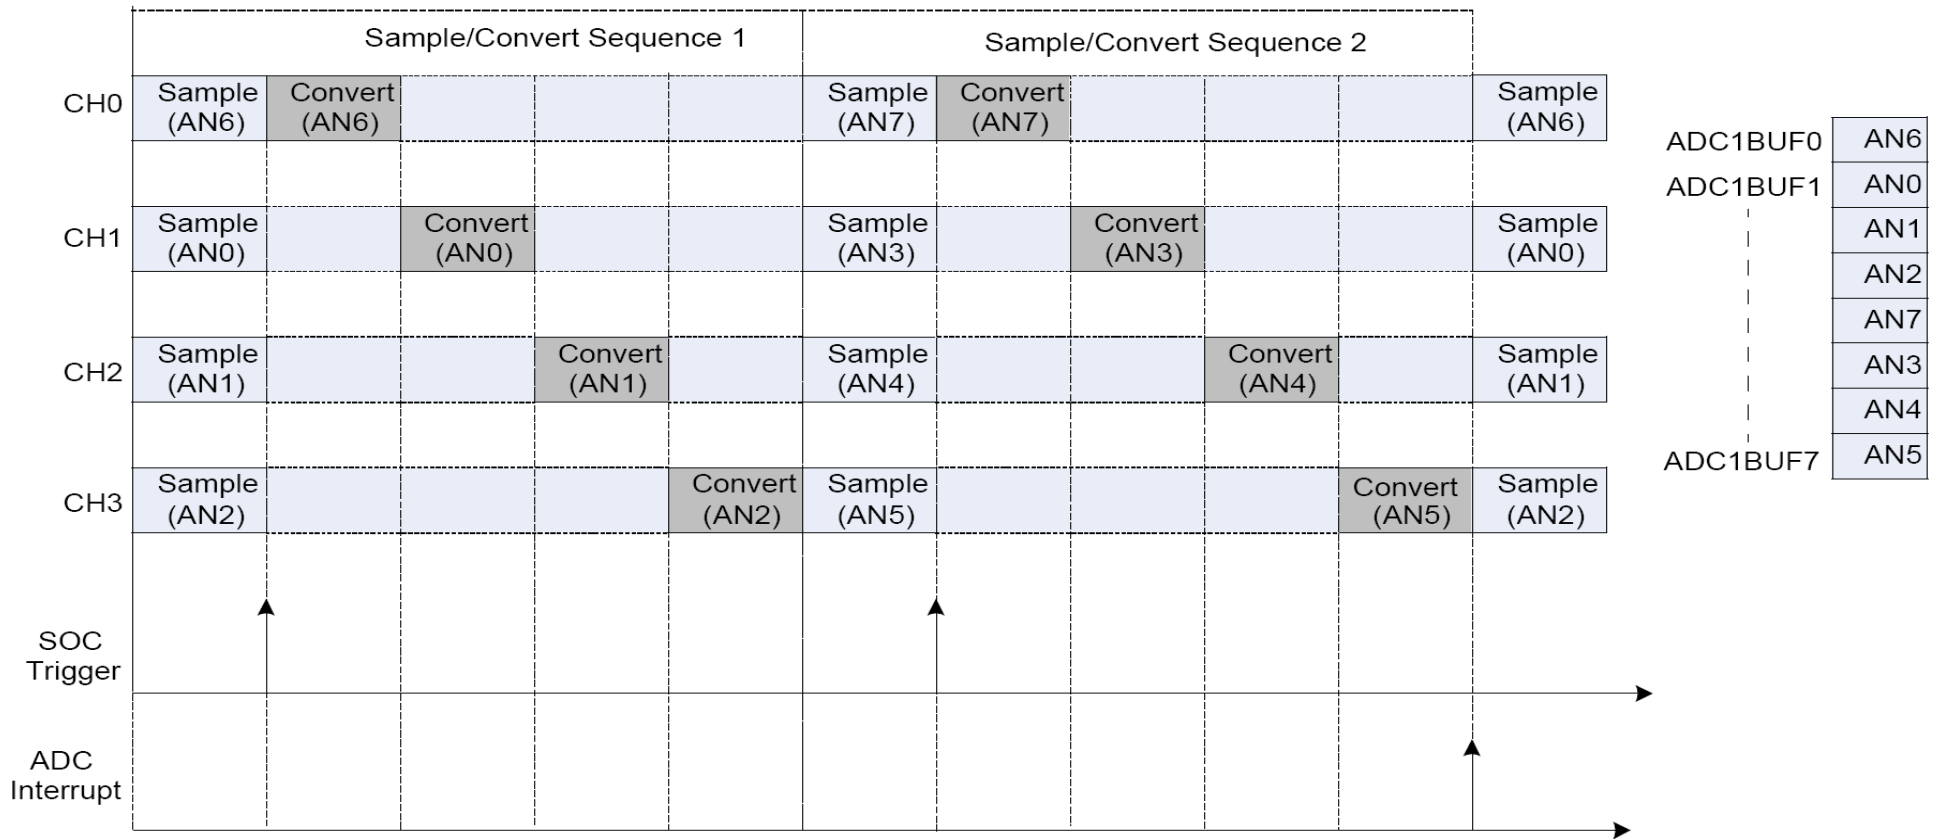 Sample/Convert Sequence 1
Sample/Convert Sequence 2
CH0
Sample
(AN6)
Convert
(AN6)
Sample
(AN7)
Convert
(AN7)
Sample
(AN6)
CH1
Sample
(AN0)
Convert
(AN0)
Sample
(AN3)
Convert
(AN3)
Sample
(AN0)
CH2
Sample
(AN1)
Convert
(AN1)
Sample
(AN4)
Convert
(AN4)
Sample
(AN1)
CH3
Sample
(AN2)
Convert
(AN2)
Sample
(AN5)
Convert
(AN5)
Sample
(AN2)
SOC
Trigger
ADC
Interrupt
ADC1BUF0
AN6
ADC1BUF1
AN0
AN1
AN2
AN7
AN3
AN4
ADC1BUF7
AN5